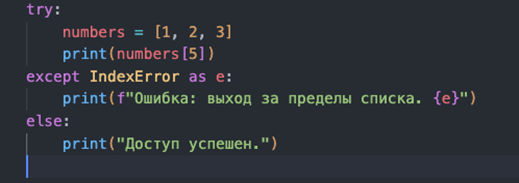 try:
    numbers = [1, 2, 3]
    print(numbers[5])
except IndexError as e:
    print(f"Ошибка: выход за пределы списка. {e}")
else:
    print("Доступ успешен.")